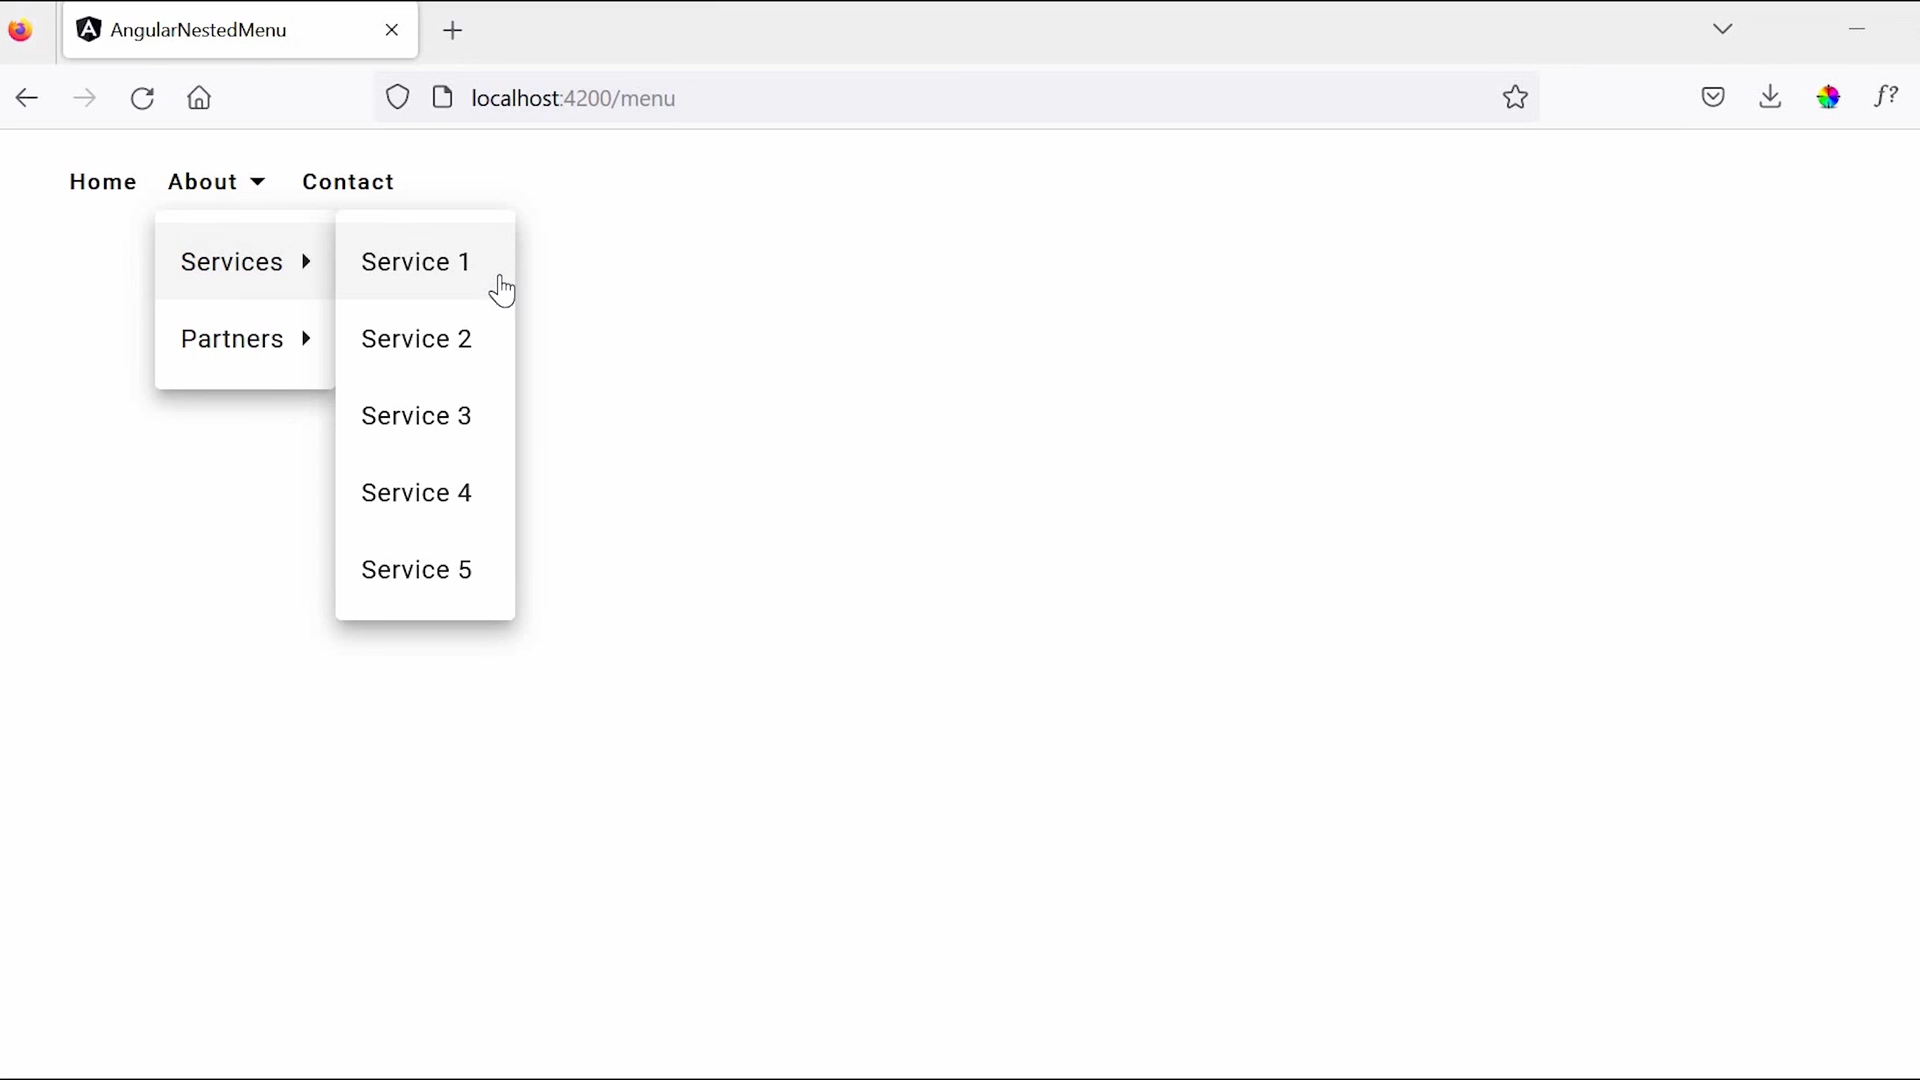 AngularNestedMenu
localhost:4200/menu
f?
Home About Contact
Services
Partners
Service 1
Service 2
Service 3
Service 4
Service 5